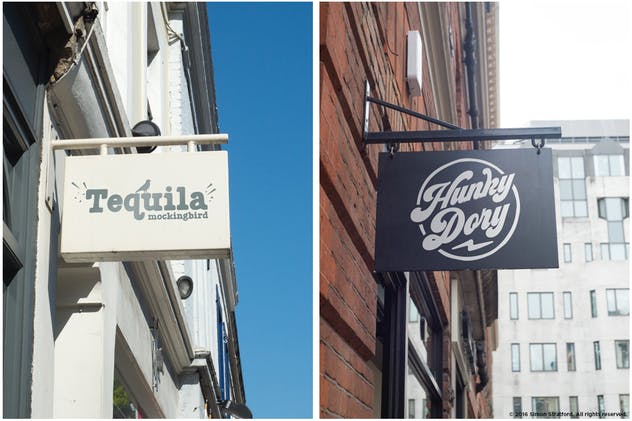 Tequila
mockingbird
Hunky
Dory
© 2016 Simon Stratford. All rights reserved.